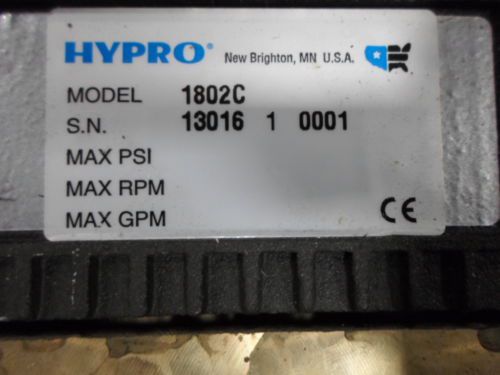 HYPRO® New Brighton, MN U.S.A.
MODEL 1802C
S.N. 13016 1 0001
MAX PSI
MAX RPM
MAX GPM CE